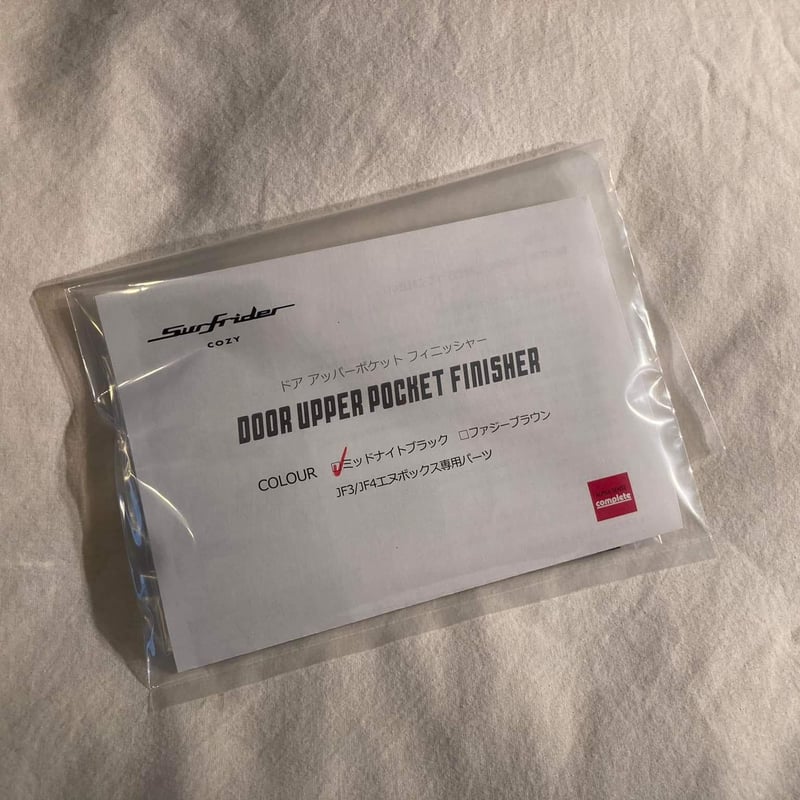 Surfrider
COZY
ドア アッパーポケット フィニッシャー
DOOR UPPER POCKET FINISHER
COLOUR ☑ミッドナイトブラック □ファジーブラウン
JF3/JF4エヌボックス専用パーツ
complete